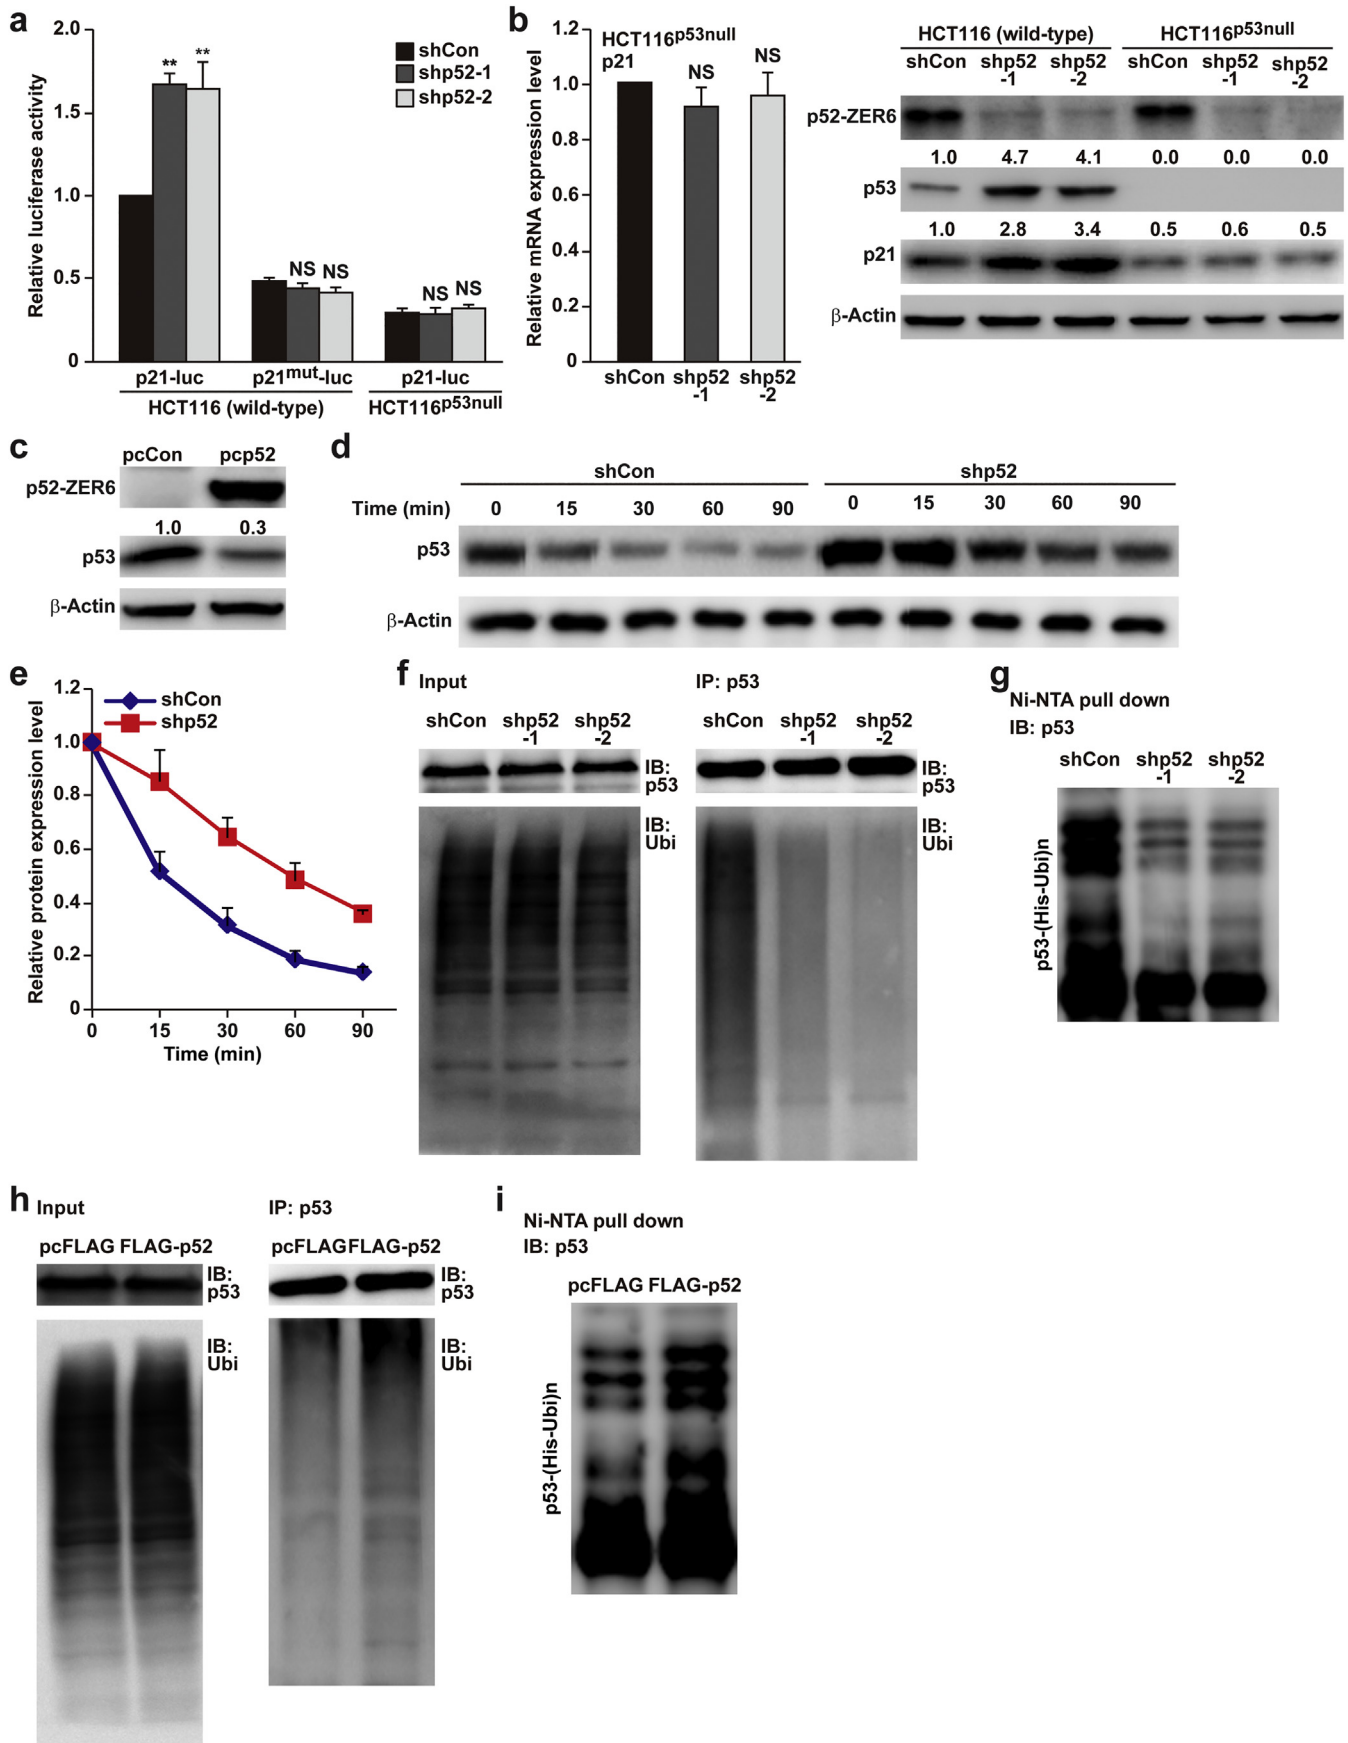 a
2.0
1.5
1.0
0.5
0
Relative luciferase activity
**
**
NS NS
NS NS
shCon
shp52-1
shp52-2
p21-luc p21mut-luc p21-luc
HCT116 (wild-type) HCT116p53null
b
1.2
1.0
0.8
0.6
0.4
0.2
0
Relative mRNA expression level
HCT116p53null
p21
NS
NS
shCon shp52 shp52
-1 -2
HCT116 (wild-type) HCT116p53null
shCon shp52 shp52 shCon shp52 shp52
-1 -2 -1 -2
p52-ZER6
1.0 4.7 4.1 0.0 0.0 0.0
p53
1.0 2.8 3.4 0.5 0.6 0.5
p21
β-Actin
c
pcCon pcp52
p52-ZER6
1.0 0.3
p53
β-Actin
d
shCon shp52
Time (min) 0 15 30 60 90 0 15 30 60 90
p53
β-Actin
e
1.2
1.0
0.8
0.6
0.4
0.2
0
Relative protein expression level
shCon
shp52
0 15 30 60 90
Time (min)
f
Input IP: p53
shCon shp52 shp52 shCon shp52 shp52
-1 -2 -1 -2
IB: IB:
p53 p53
IB: IB:
Ubi Ubi
g
Ni-NTA pull down
IB: p53
shCon shp52 shp52
-1 -2
p53-(His-Ubi)n
h
Input IP: p53
pcFLAG FLAG-p52 pcFLAG FLAG-p52
IB: IB:
p53 p53
IB: IB:
Ubi Ubi
i
Ni-NTA pull down
IB: p53
pcFLAG FLAG-p52
p53-(His-Ubi)n